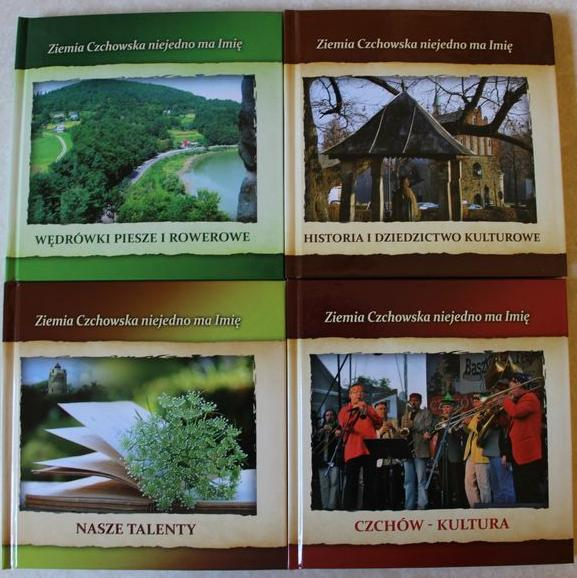 Ziemia Czchowska niejedno ma Imię
WĘDRÓWKI PIESZE I ROWEROWE
Ziemia Czchowska niejedno ma Imię
HISTORIA I DZIEDZICTWO KULTUROWE
Ziemia Czchowska niejedno ma Imię
NASZE TALENTY
Ziemia Czchowska niejedno ma Imię
CZCHÓW - KULTURA